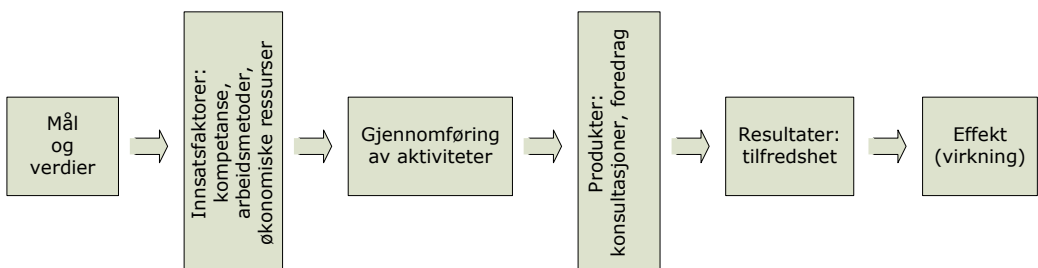 Mål
og
verdier
Innsatsfaktorer:
kompetanse,
arbeidsmetoder,
økonomiske ressurser
Gjennomføring
av aktiviteter
Produkter:
konsultasjoner, foredrag
Resultater:
tilfredshet
Effekt
(virkning)